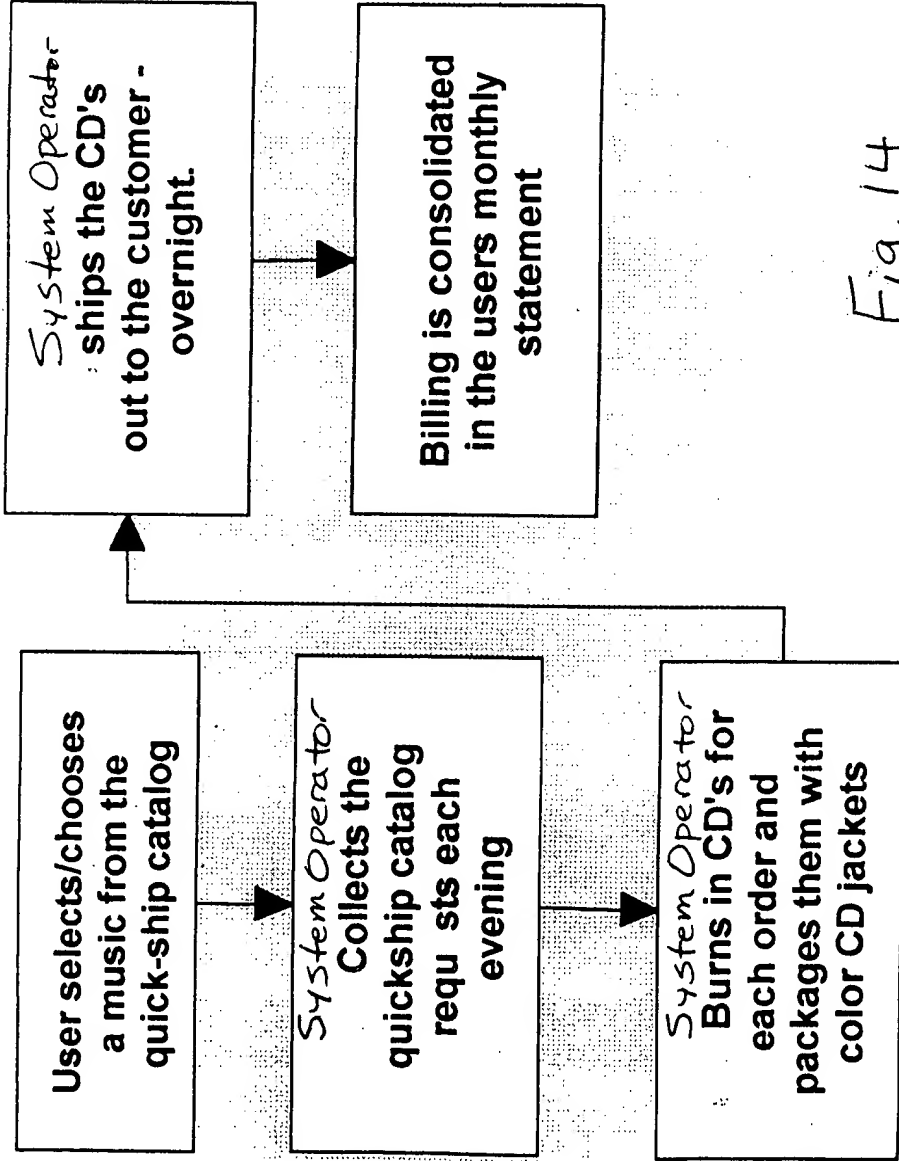 User selects/chooses
a music from the
quick-ship catalog
System Operator
Collects the
quickship catalog
requ sts each
evening
System Operator
Burns in CD's for
each order and
packages them with
color CD jackets
System Operator
ships the CD's
out to the customer -
overnight.
Billing is consolidated
in the users monthly
statement
Fig. 14